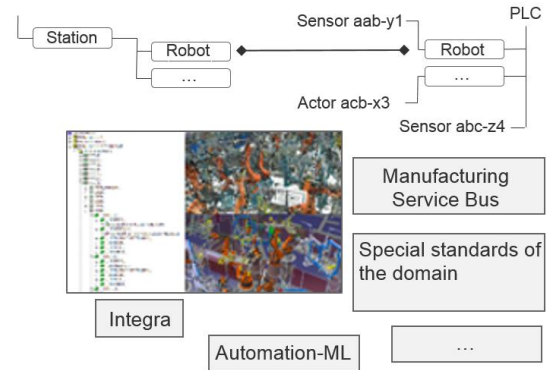 PLC
Sensor aab-y1
Station
Robot
Robot
...
...
Actor acb-x3
Sensor abc-z4
Manufacturing
Service Bus
Special standards of
the domain
Integra
Automation-ML
...